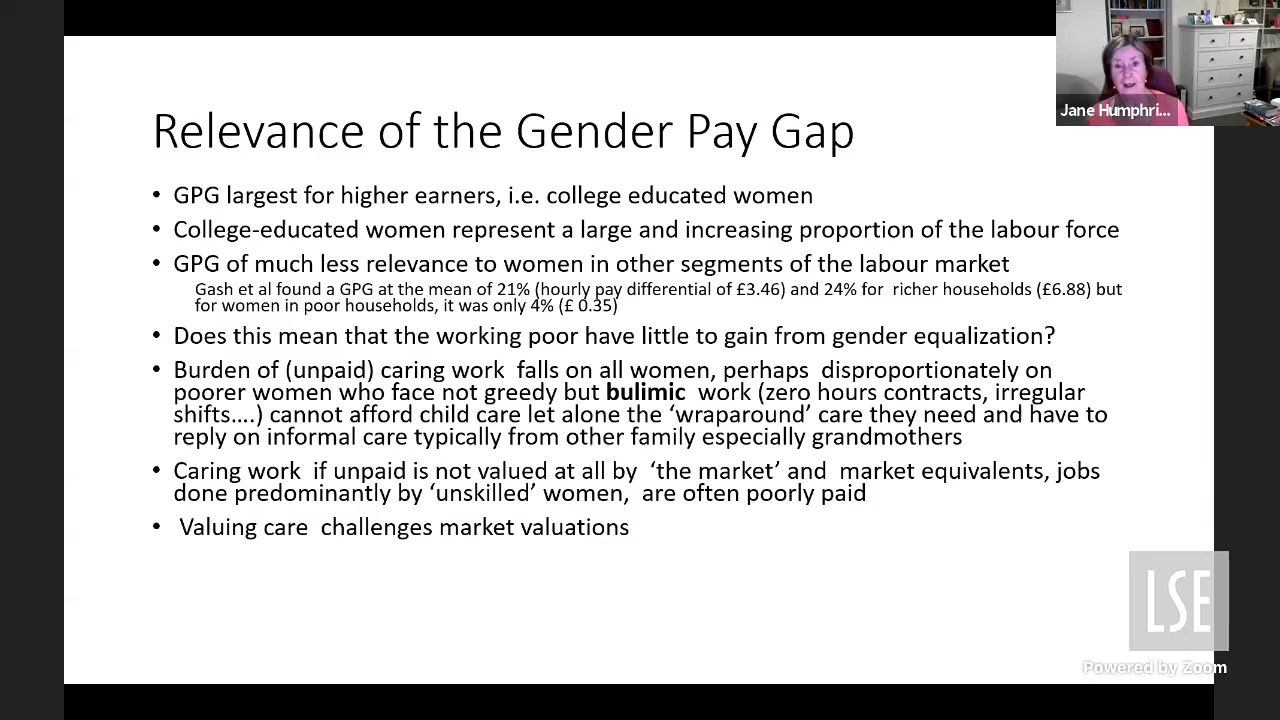 Relevance of the Gender Pay Gap
Jane Humphri...
• GPG largest for higher earners, i.e. college educated women
• College-educated women represent a large and increasing proportion of the labour force
• GPG of much less relevance to women in other segments of the labour market
Gash et al found a GPG at the mean of 21% (hourly pay differential of £3.46) and 24% for richer households (£6.88) but
for women in poor households, it was only 4% (£ 0.35)
• Does this mean that the working poor have little to gain from gender equalization?
• Burden of (unpaid) caring work falls on all women, perhaps disproportionately on
poorer women who face not greedy but bulimic work (zero hours contracts, irregular
shifts....) cannot afford child care let alone the ‘wraparound’ care they need and have to
reply on informal care typically from other family especially grandmothers
• Caring work if unpaid is not valued at all by ‘the market’ and market equivalents, jobs
done predominantly by ‘unskilled’ women, are often poorly paid
• Valuing care challenges market valuations
LSE
Powered by Zoom